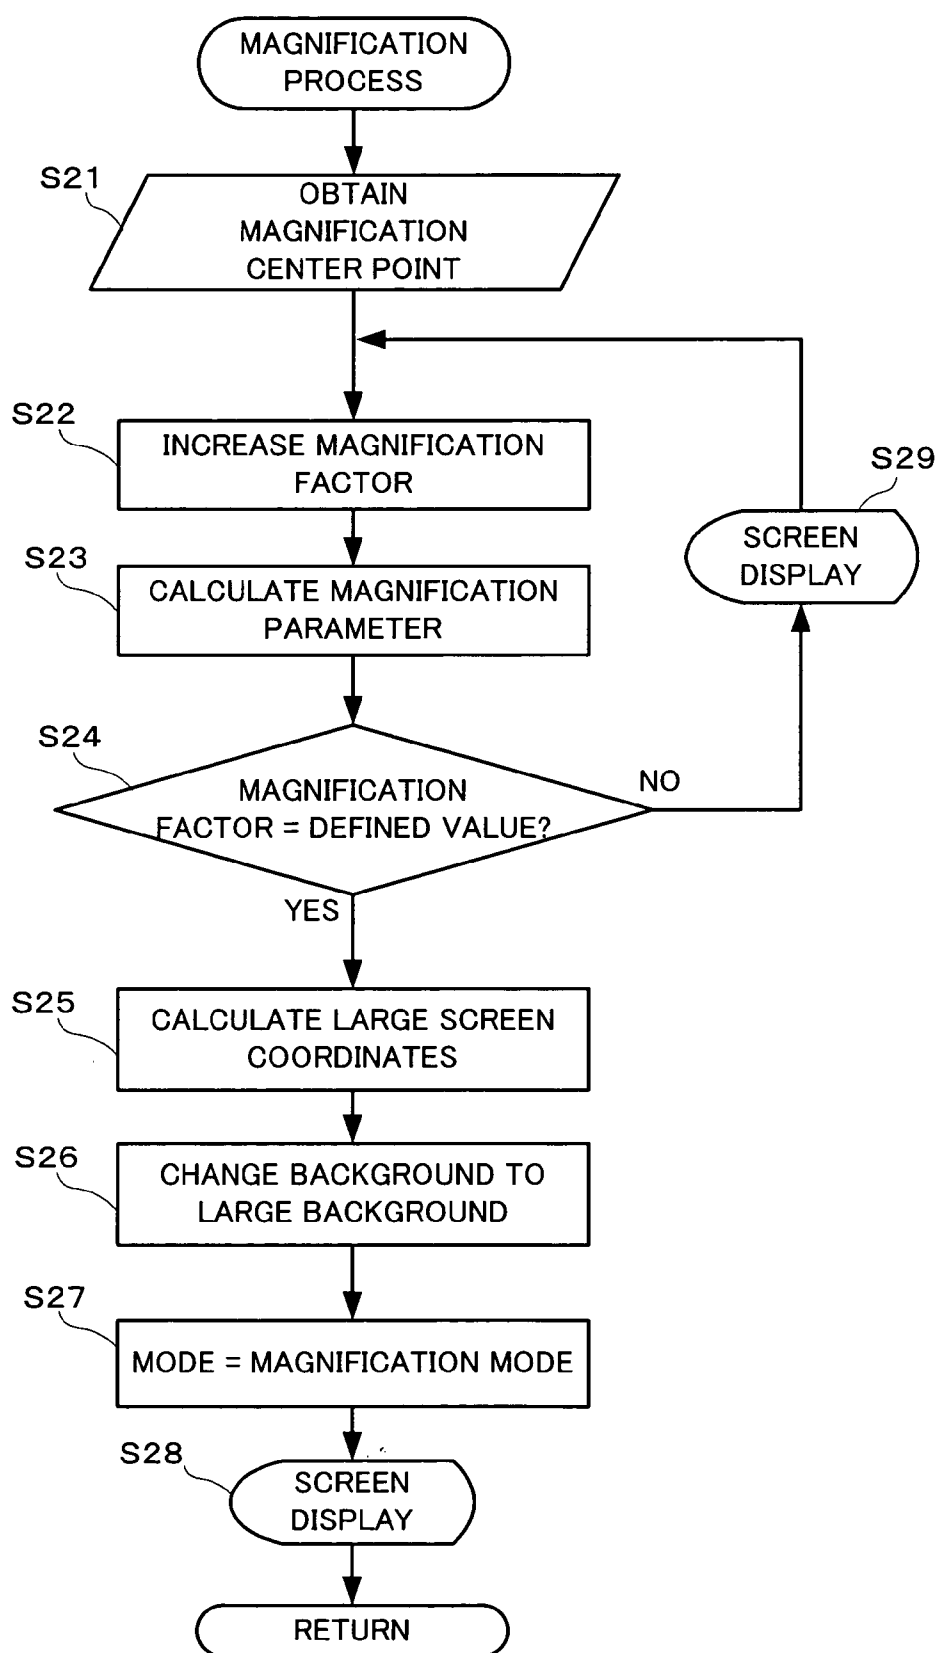 MAGNIFICATION
PROCESS
S21
OBTAIN
MAGNIFICATION
CENTER POINT
S22
INCREASE MAGNIFICATION
FACTOR
S29
SCREEN
DISPLAY
S23
CALCULATE MAGNIFICATION
PARAMETER
S24
MAGNIFICATION
FACTOR = DEFINED VALUE?
NO
YES
S25
CALCULATE LARGE SCREEN
COORDINATES
S26
CHANGE BACKGROUND TO
LARGE BACKGROUND
S27
MODE = MAGNIFICATION MODE
S28
SCREEN
DISPLAY
RETURN